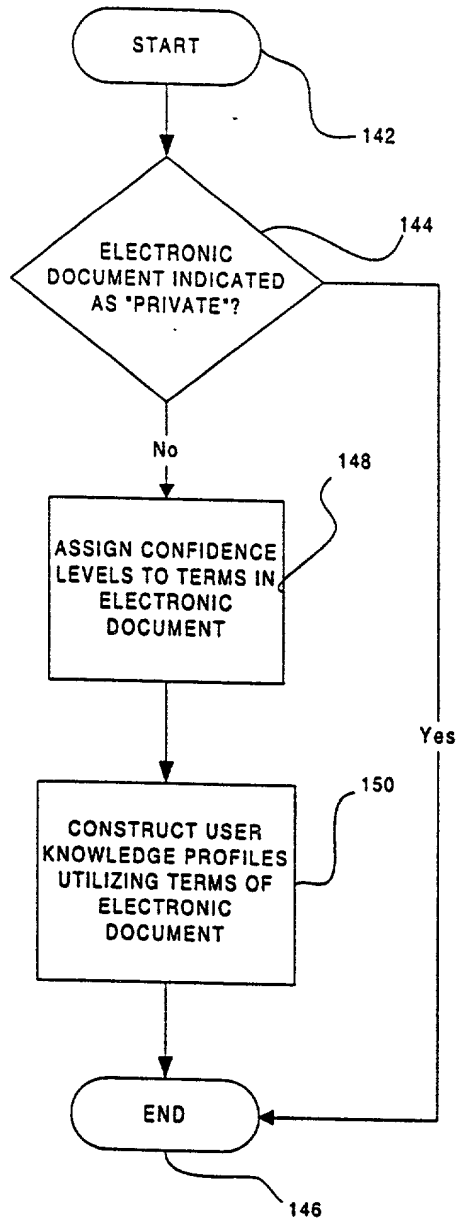 START
142
144
ELECTRONIC
DOCUMENT INDICATED
AS "PRIVATE"?
No
148
ASSIGN CONFIDENCE
LEVELS TO TERMS IN
ELECTRONIC
DOCUMENT
Yes
150
CONSTRUCT USER
KNOWLEDGE PROFILES
UTILIZING TERMS OF
ELECTRONIC
DOCUMENT
END
146